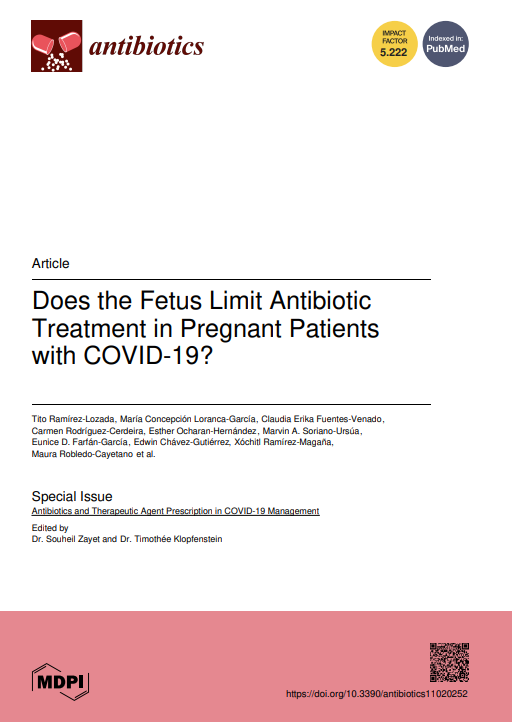 antibiotics
IMPACT
FACTOR
5.222
Indexed in:
PubMed
Article
Does the Fetus Limit Antibiotic
Treatment in Pregnant Patients
with COVID-19?
Tito Ramírez-Lozada, María Concepción Loranca-García, Claudia Erika Fuentes-Venado,
Carmen Rodríguez-Cerdeira, Esther Ocharan-Hernández, Marvin A. Soriano-Ursúa,
Eunice D. Farfán-García, Edwin Chávez-Gutiérrez, Xóchitl Ramírez-Magaña,
Maura Robledo-Cayetano et al.
Special Issue
Antibiotics and Therapeutic Agent Prescription in COVID-19 Management
Edited by
Dr. Souheil Zayet and Dr. Timothée Klopfenstein
MDPI
https://doi.org/10.3390/antibiotics11020252